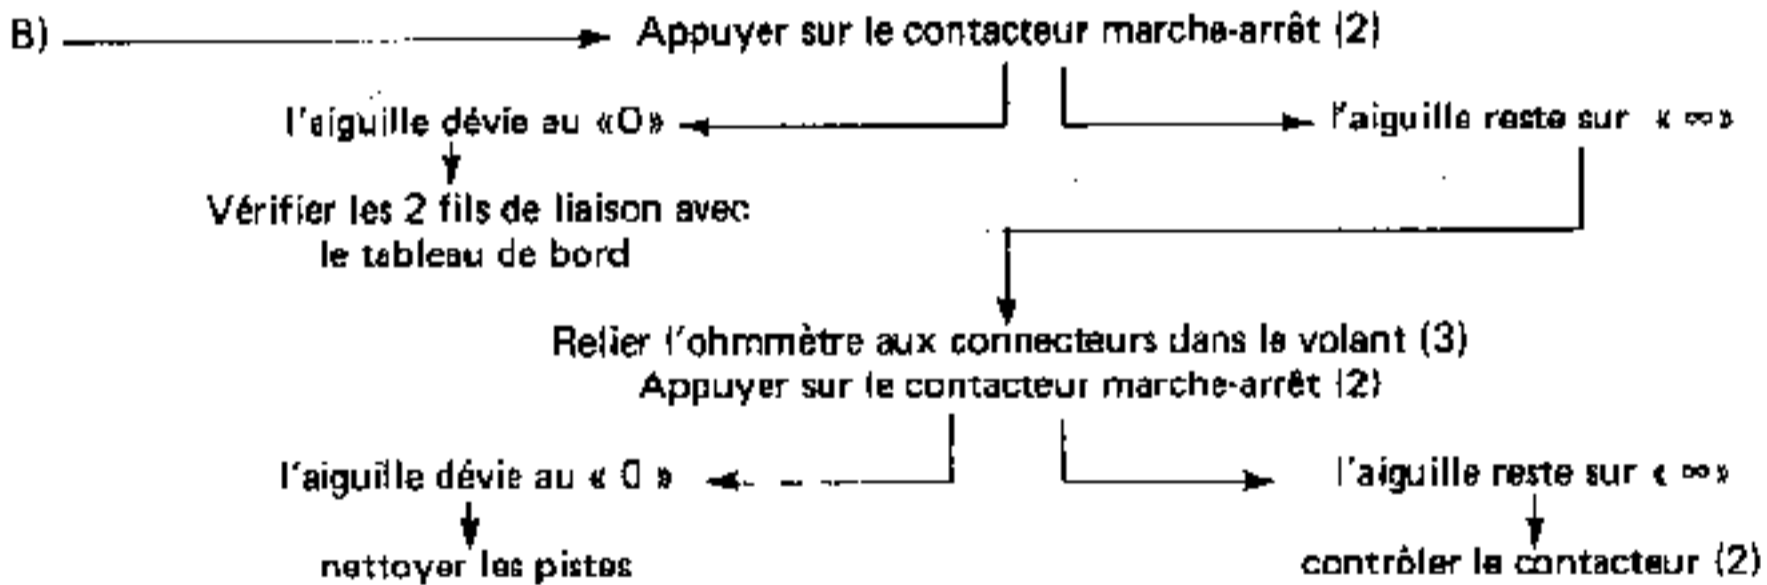 B) Appuyer sur le contacteur marche-arrêt (2)
l'aiguille dévie au «0» l'aiguille reste sur «∞»
Vérifier les 2 fils de liaison avec
le tableau de bord
Relier l'ohmmètre aux connecteurs dans le volant (3)
Appuyer sur le contacteur marche-arrêt (2)
l'aiguille dévie au « 0 » l'aiguille reste sur « ∞»
nettoyer les pistes contrôler le contacteur (2)